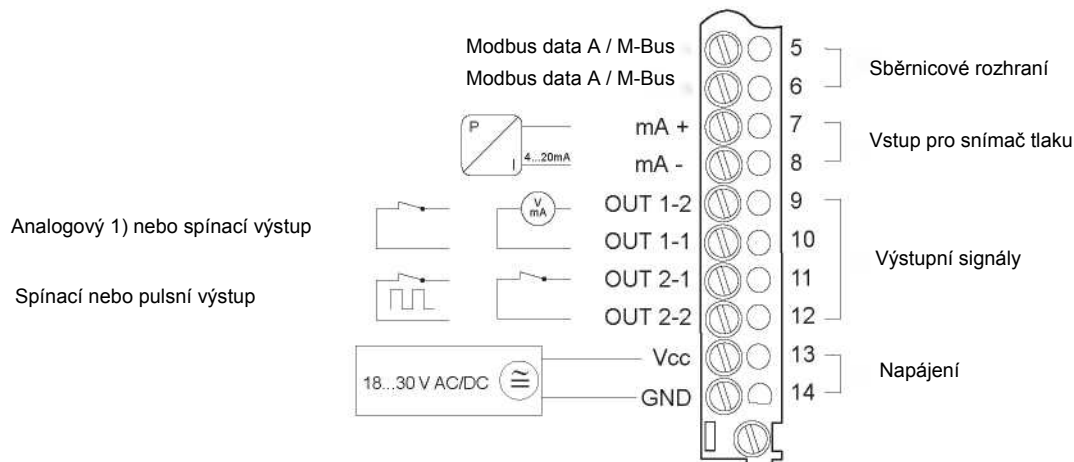 Modbus data A / M-Bus 5
Sběrnicové rozhraní
Modbus data A / M-Bus 6
P
I 4...20mA
mA + 7
Vstup pro snímač tlaku
mA - 8
Analogový 1) nebo spínací výstup
V
mA
OUT 1-2 9
OUT 1-1 10
Výstupní signály
Spínací nebo pulsní výstup
OUT 2-1 11
OUT 2-2 12
18...30 V AC/DC
Vcc 13
Napájení
GND 14